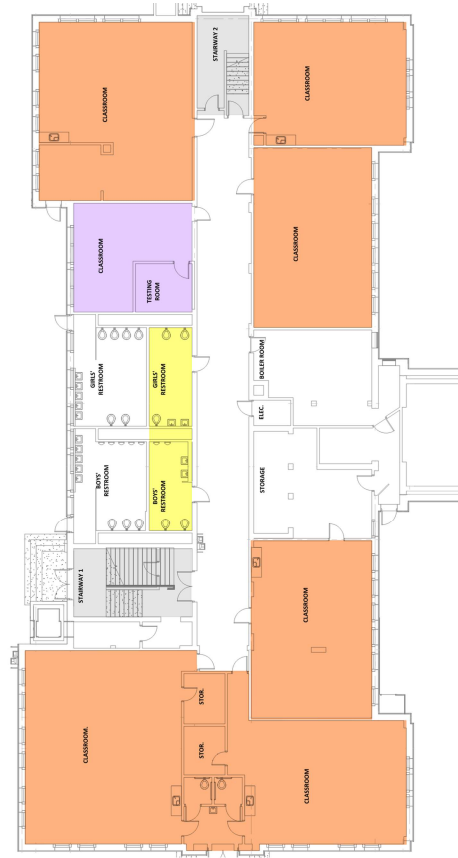 STAIRWAY 2
CLASSROOM
CLASSROOM
CLASSROOM
CLASSROOM
TESTING
ROOM
GIRLS'
RESTROOM
GIRLS'
RESTROOM
BOILER ROOM
ELEC.
STORAGE
BOYS'
RESTROOM
BOYS'
RESTROOM
STAIRWAY 1
CLASSROOM
STOR.
STOR.
CLASSROOM.
CLASSROOM